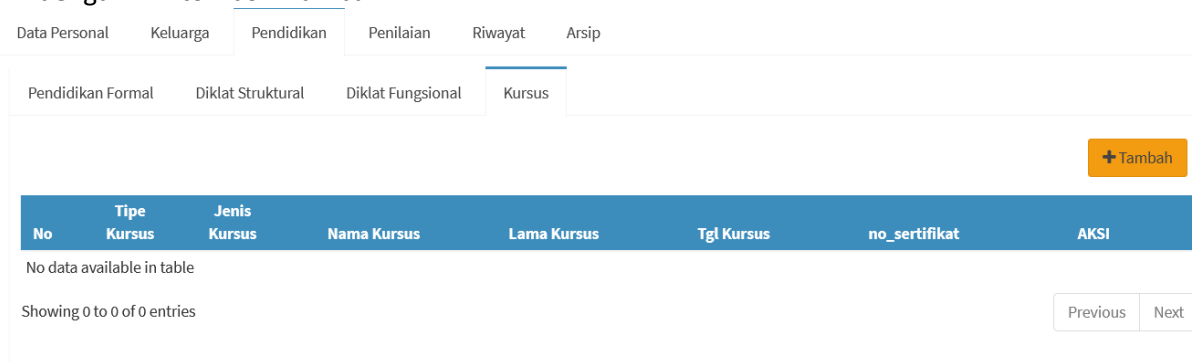 Data Personal Keluarga Pendidikan Penilaian Riwayat Arsip
Pendidikan Formal Diklat Struktural Diklat Fungsional Kursus
+ Tambah
No Tipe Kursus Jenis Kursus Nama Kursus Lama Kursus Tgl Kursus no_sertifikat AKSI
No data available in table
Showing 0 to 0 of 0 entries
Previous Next